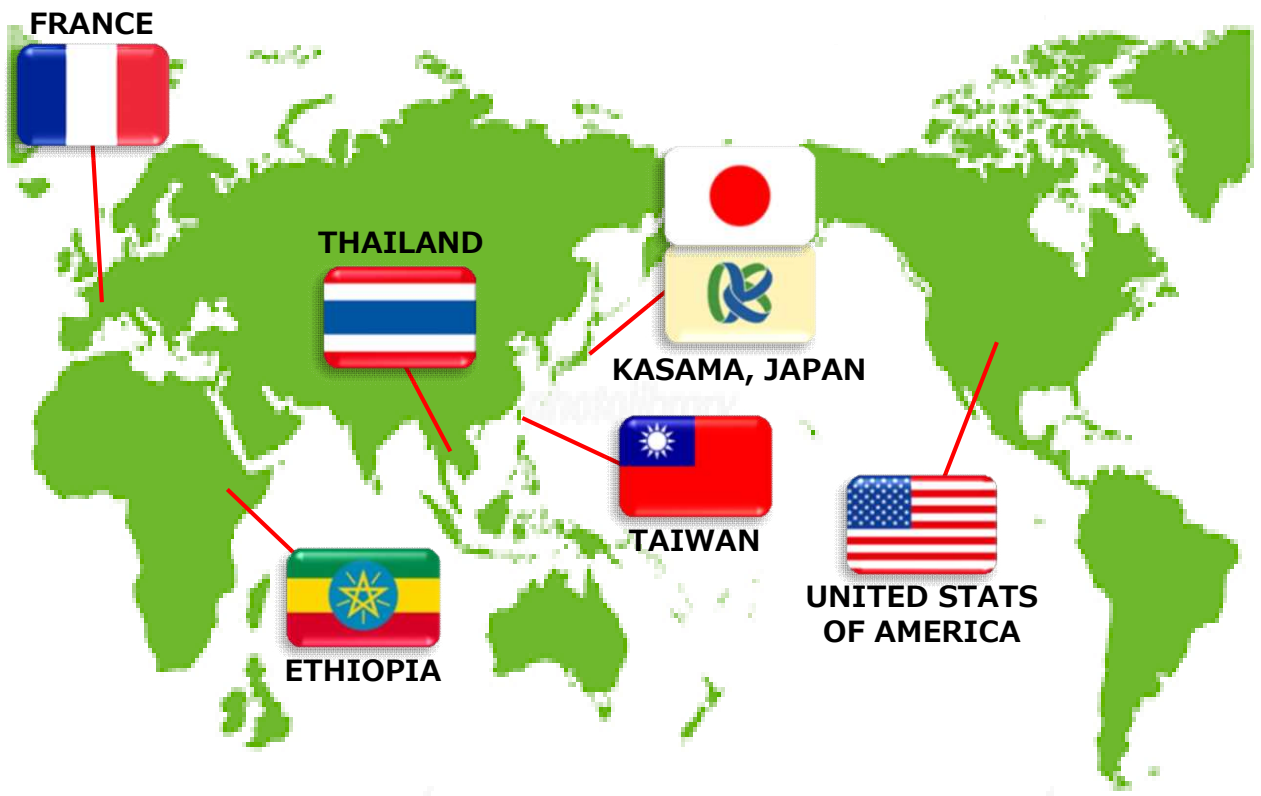 FRANCE
THAILAND
KASAMA, JAPAN
TAIWAN
UNITED STATS
OF AMERICA
ETHIOPIA